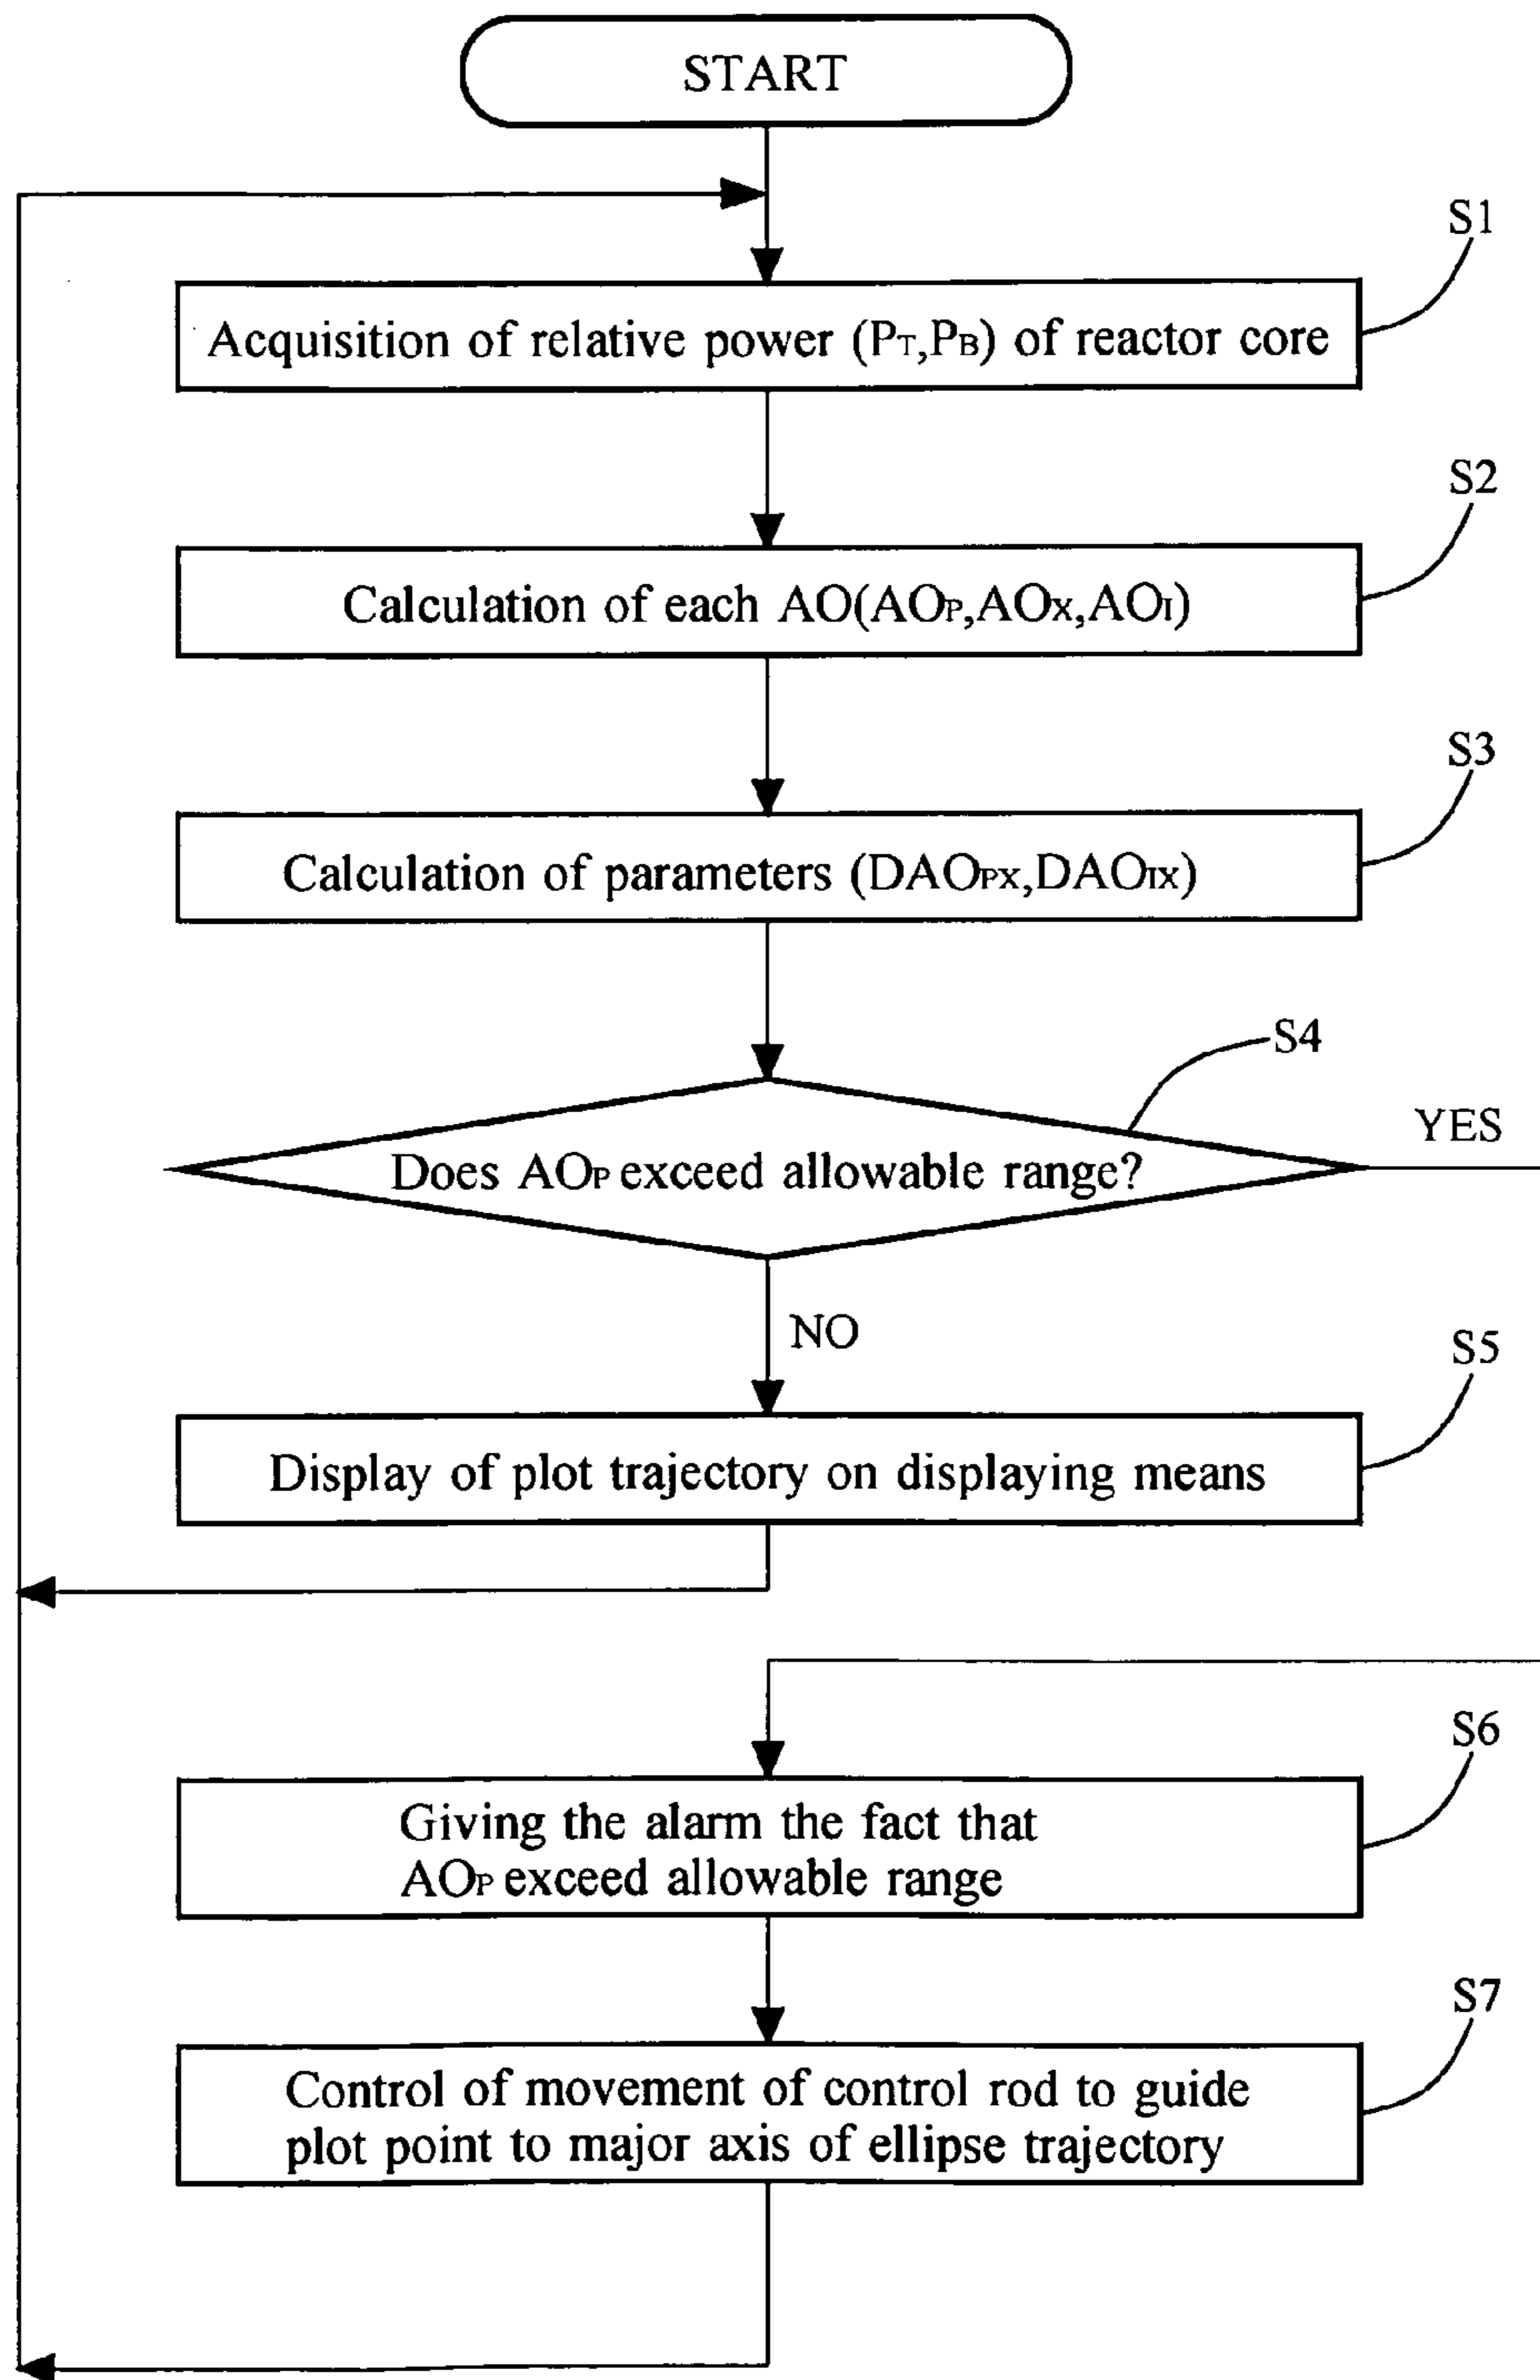 START
S1
Acquisition of relative power (PT,PB) of reactor core
S2
Calculation of each AO(AOP,AOX,AOI)
S3
Calculation of parameters (DAOPX,DAOIX)
S4
Does AOP exceed allowable range?
YES
NO
S5
Display of plot trajectory on displaying means
S6
Giving the alarm the fact that
AOP exceed allowable range
S7
Control of movement of control rod to guide
plot point to major axis of ellipse trajectory